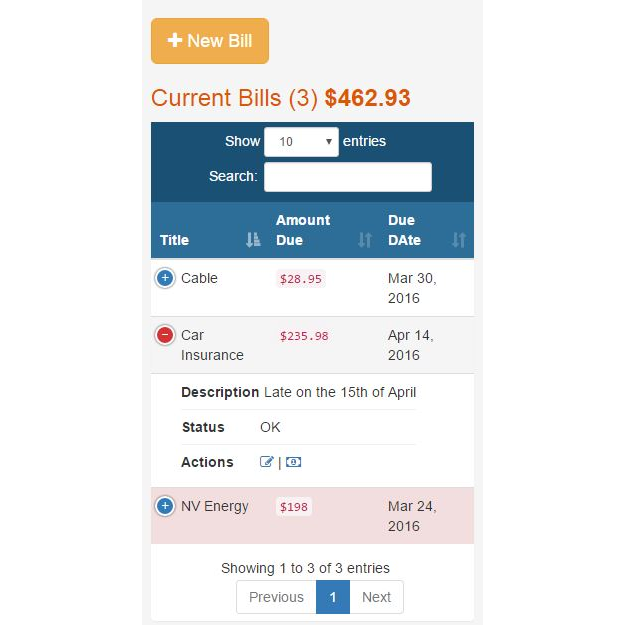 + New Bill
Current Bills (3) $462.93
Show 10 entries
Search:
Title Amount Due Due DAte
Cable $28.95 Mar 30, 2016
Car Insurance $235.98 Apr 14, 2016
Description Late on the 15th of April
Status OK
Actions |
NV Energy $198 Mar 24, 2016
Showing 1 to 3 of 3 entries
Previous 1 Next